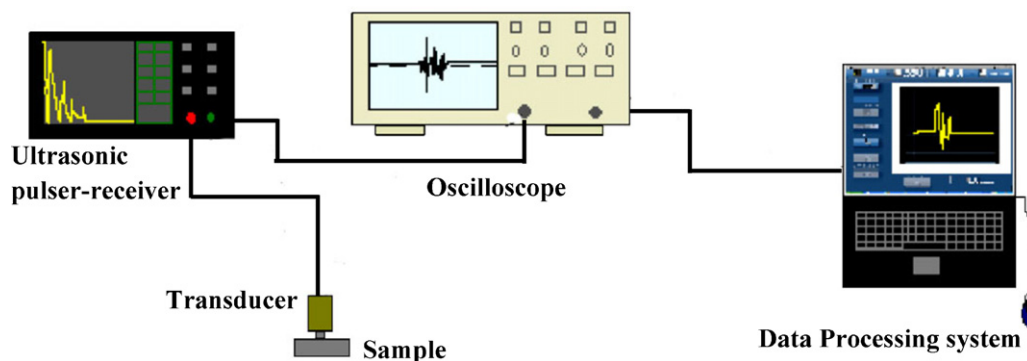 Ultrasonic
pulser-receiver
Oscilloscope
Transducer
Sample
Data Processing system